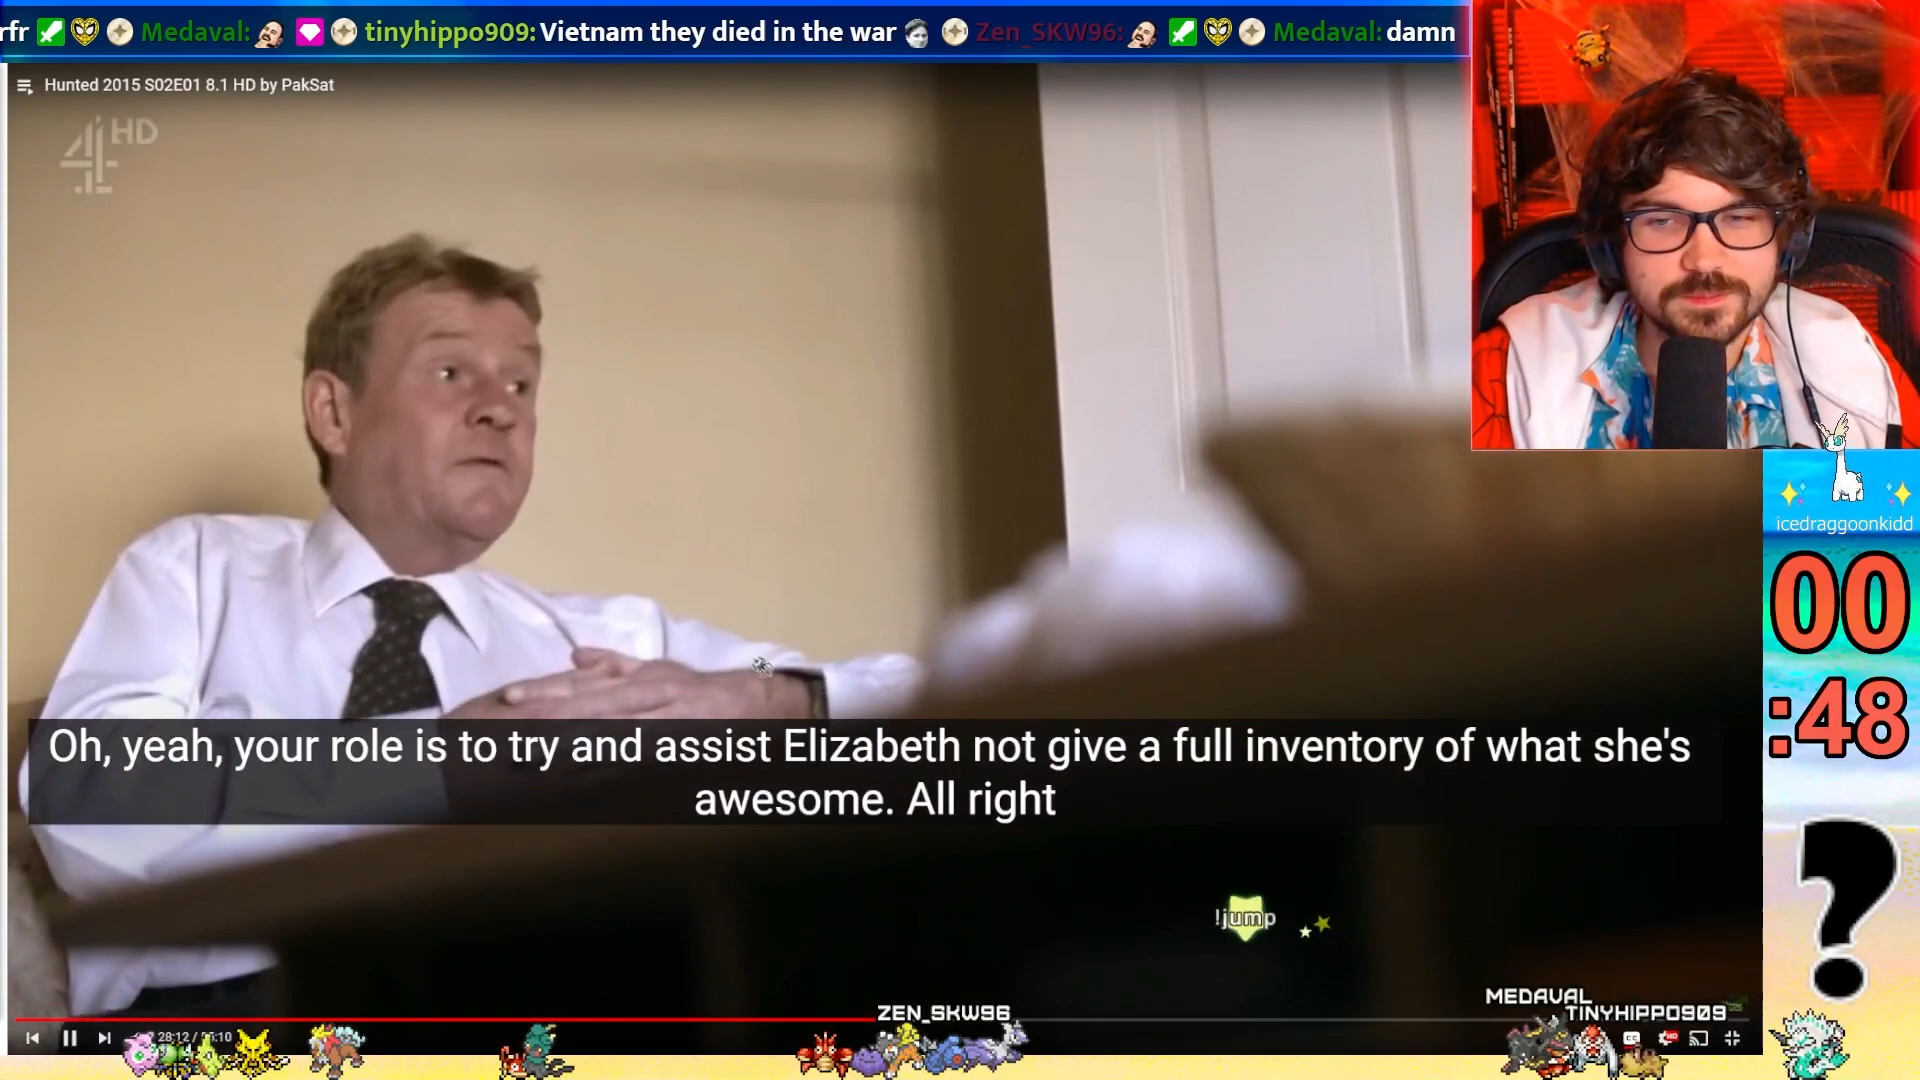 rfr Medaval: tinyhippo909: Vietnam they died in the war Zen_SKW96: Medaval: damn
Hunted 2015 S02E01 8.1 HD by PakSat
4 HD
icedraggoonkidd
00
:48
Oh, yeah, your role is to try and assist Elizabeth not give a full inventory of what she's
awesome. All right
!jump
?
MEDAVAL
ZEN_SKW96
TINYHIPPO909
28:12